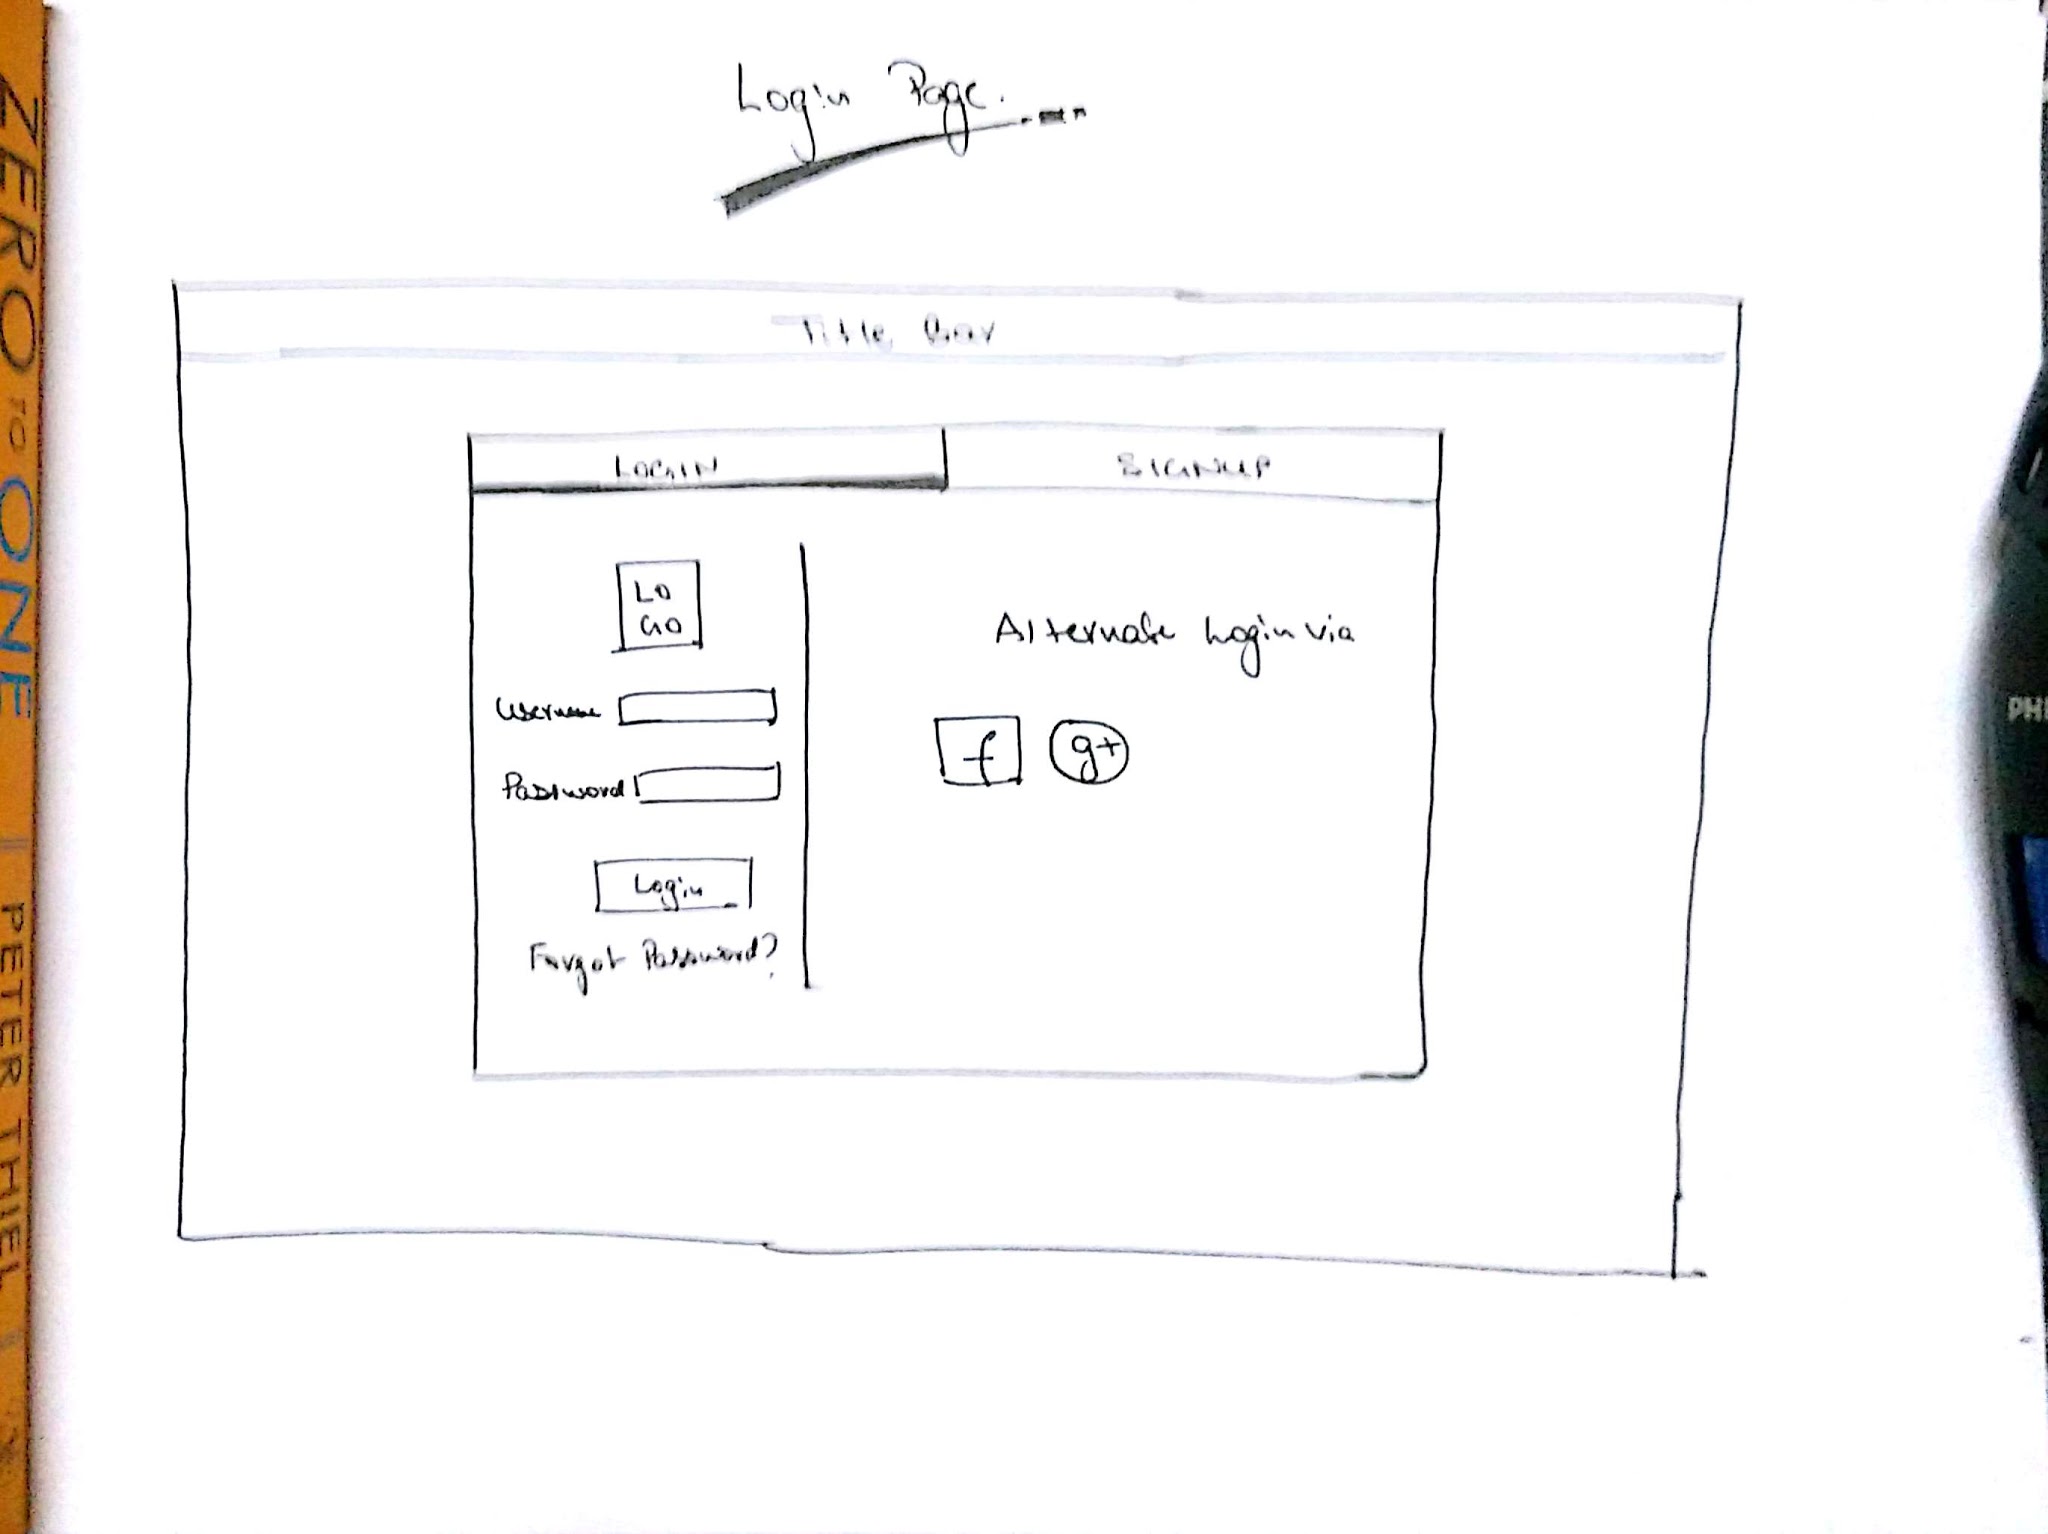 Login Page.
Title Bar
LOGIN
SIGNUP
LO
GO
Alternate Login via
Username
Password
f
g+
Login
Forgot Password?
ZERO TO ONE
PETER THIEL